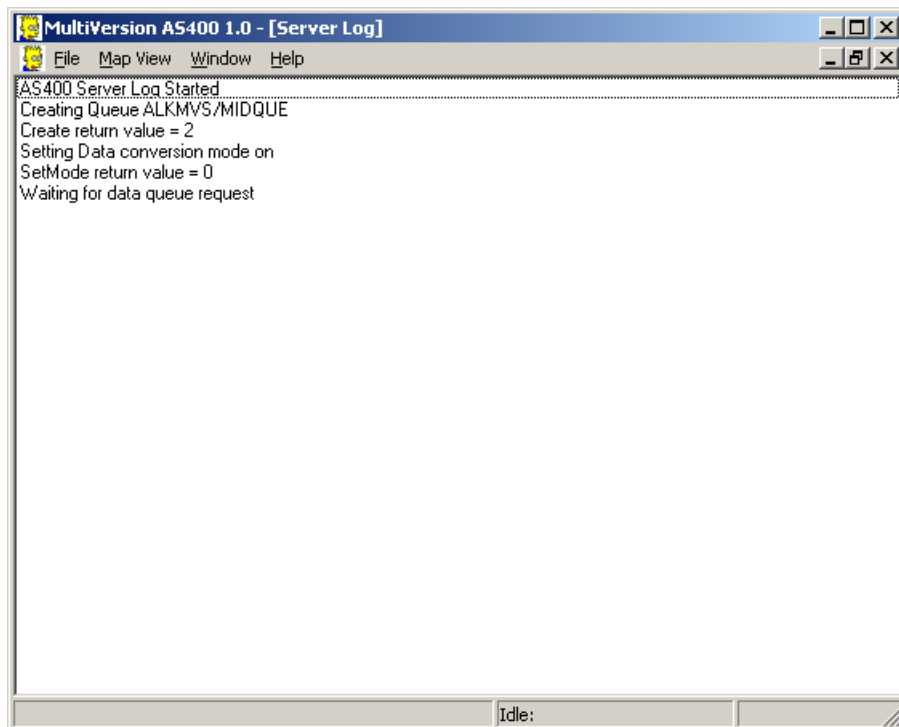 MultiVersion AS400 1.0 - [Server Log]
File Map View Window Help
AS400 Server Log Started
Creating Queue ALKMVS/MIDQUE
Create return value = 2
Setting Data conversion mode on
SetMode return value = 0
Waiting for data queue request
Idle: